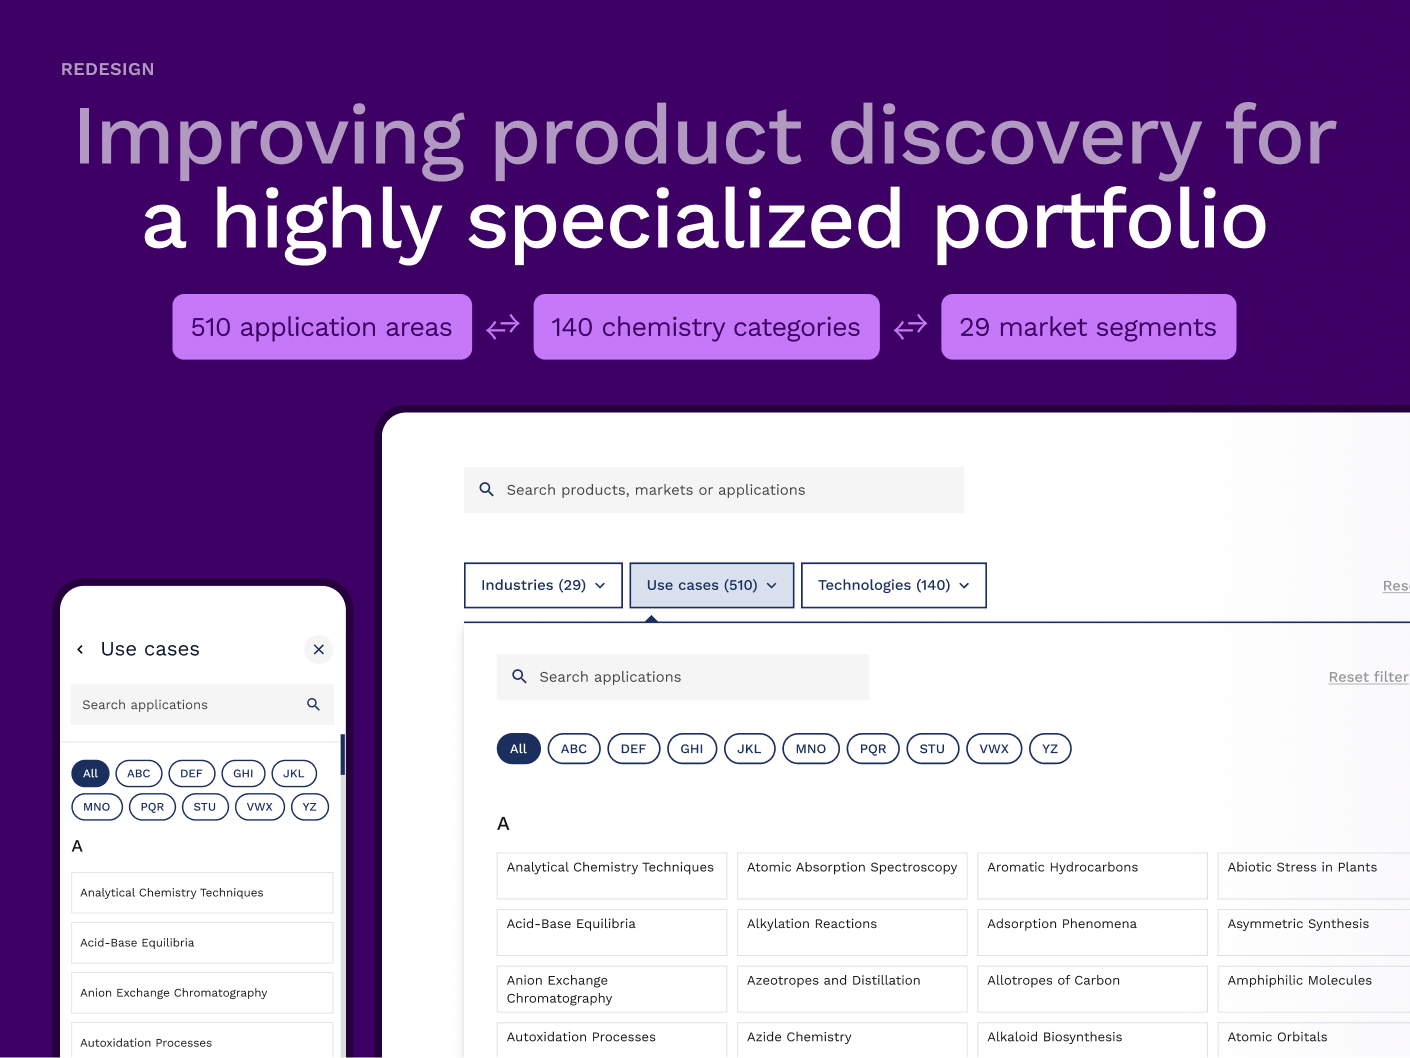 REDESIGN
Improving product discovery for
a highly specialized portfolio
510 application areas
140 chemistry categories
29 market segments
Search products, markets or applications
Industries (29)
Use cases (510)
Technologies (140)
Search applications
Reset filter
All
ABC
DEF
GHI
JKL
MNO
PQR
STU
VWX
YZ
A
Analytical Chemistry Techniques
Atomic Absorption Spectroscopy
Aromatic Hydrocarbons
Abiotic Stress in Plants
Acid-Base Equilibria
Alkylation Reactions
Adsorption Phenomena
Asymmetric Synthesis
Anion Exchange
Chromatography
Azeotropes and Distillation
Allotropes of Carbon
Amphiphilic Molecules
Autoxidation Processes
Azide Chemistry
Alkaloid Biosynthesis
Atomic Orbitals
Use cases
Search applications
All
ABC
DEF
GHI
JKL
MNO
PQR
STU
VWX
YZ
A
Analytical Chemistry Techniques
Acid-Base Equilibria
Anion Exchange Chromatography
Autoxidation Processes